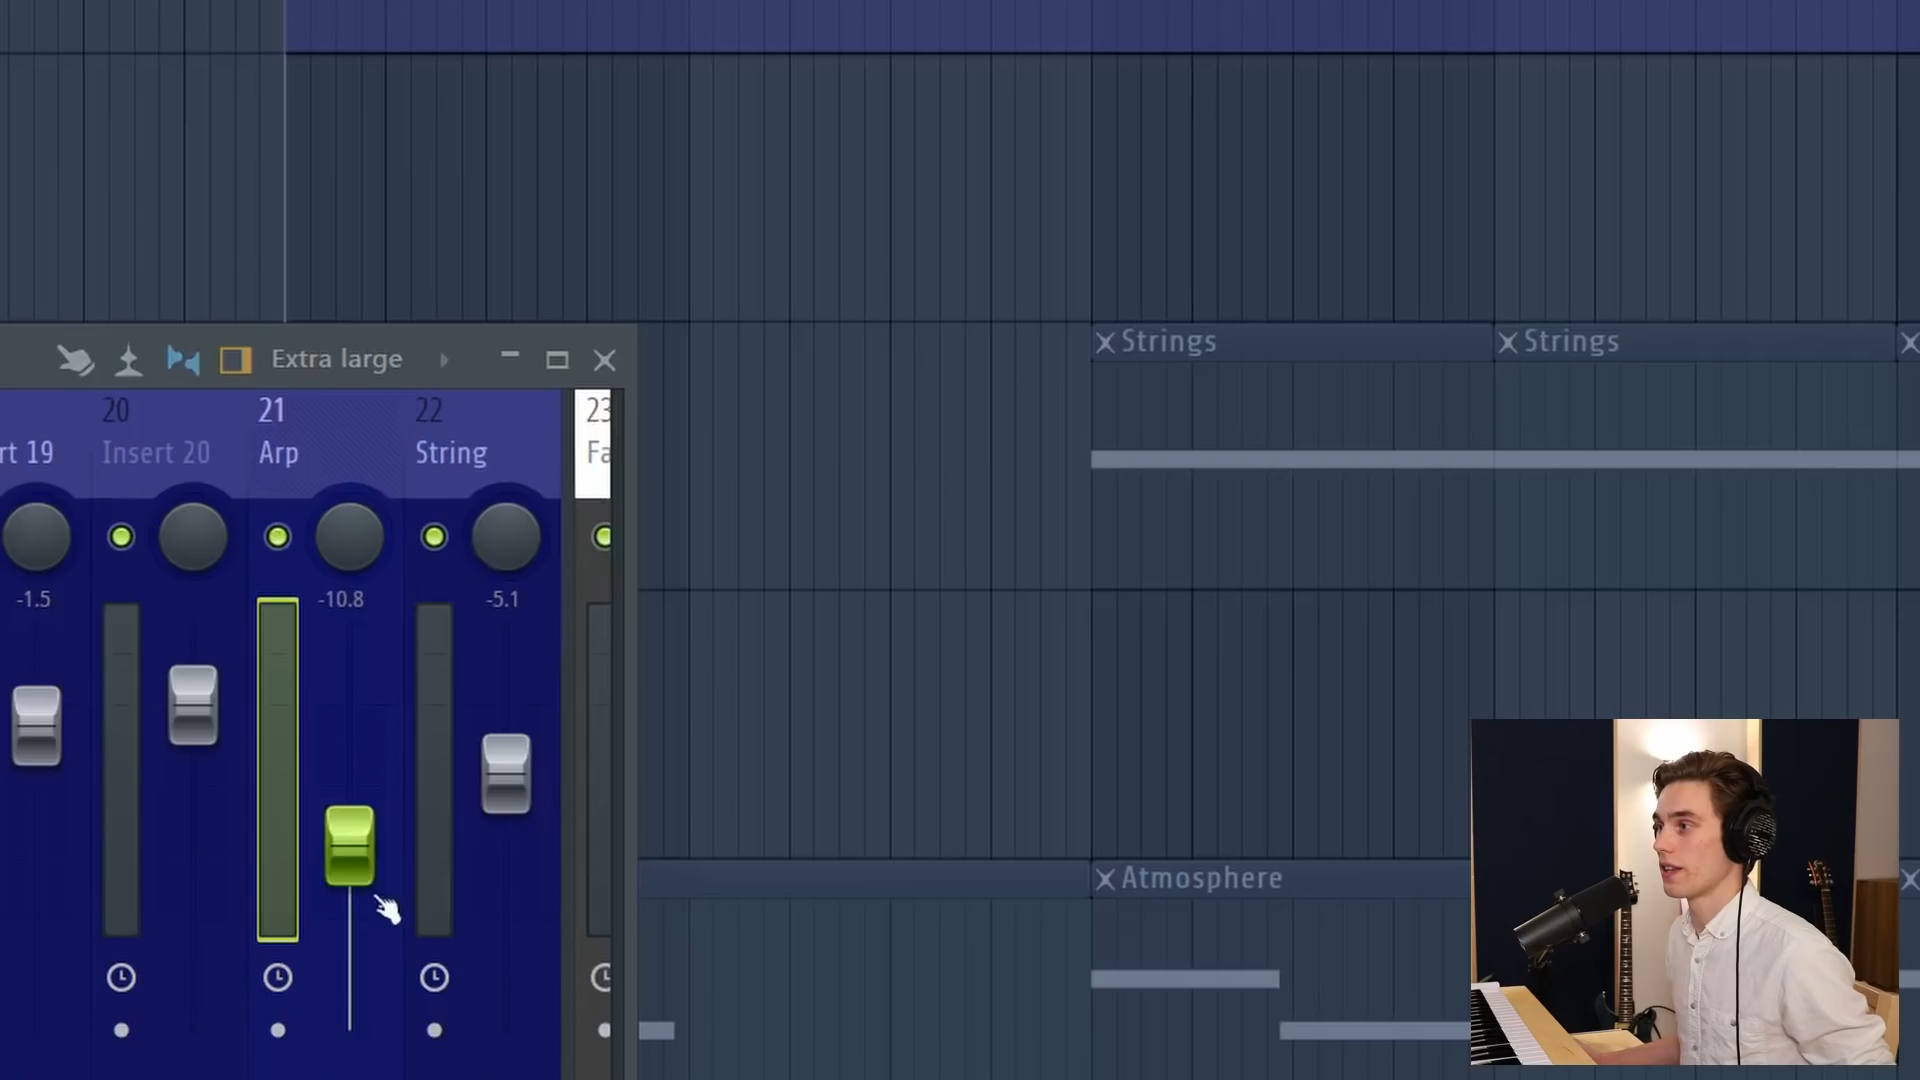 Strings
Strings
Extra large
20
21
22
23
rt 19
Insert 20
Arp
String
Fa
-1.5
-10.8
-5.1
Atmosphere